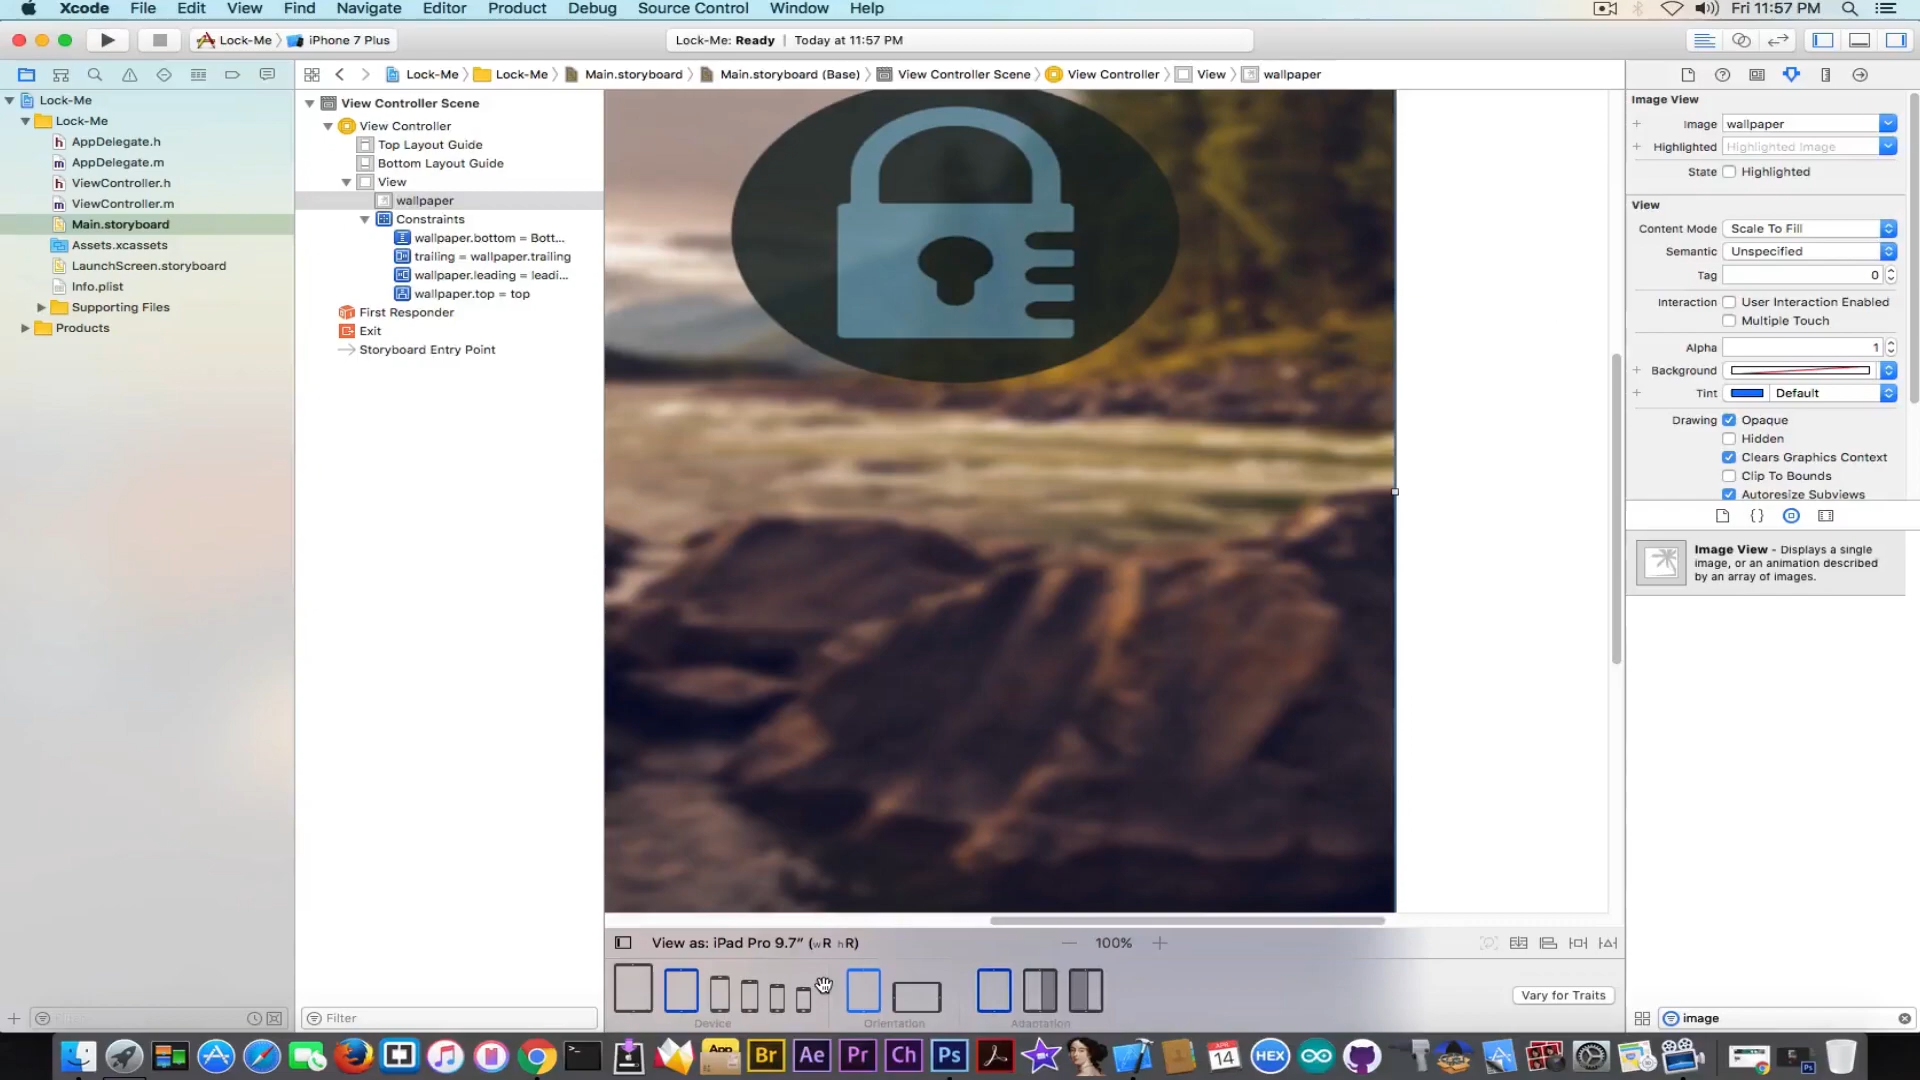 Xcode File Edit View Find Navigate Editor Product Debug Source Control Window Help Fri 11:57 PM
Lock-Me iPhone 7 Plus Lock-Me: Ready Today at 11:57 PM
Lock-Me Lock-Me Main.storyboard Main.storyboard (Base) View Controller Scene View Controller View wallpaper
Lock-Me
Lock-Me
AppDelegate.h
AppDelegate.m
ViewController.h
ViewController.m
Main.storyboard
Assets.xcassets
LaunchScreen.storyboard
Info.plist
Supporting Files
Products
View Controller Scene
View Controller
Top Layout Guide
Bottom Layout Guide
View
wallpaper
Constraints
wallpaper.bottom = Bott...
trailing = wallpaper.trailing
wallpaper.leading = leadi...
wallpaper.top = top
First Responder
Exit
Storyboard Entry Point
Filter
View as: iPad Pro 9.7" (wR hR)
100%
Device
Orientation
Adaptation
Vary for Traits
Image View
Image wallpaper
Highlighted Highlighted Image
State Highlighted
View
Content Mode Scale To Fill
Semantic Unspecified
Tag 0
Interaction User Interaction Enabled
Multiple Touch
Alpha 1
Background
Tint Default
Drawing Opaque
Hidden
Clears Graphics Context
Clip To Bounds
Autoresize Subviews
{ }
Image View - Displays a single
image, or an animation described
by an array of images.
image
App Br Ae Pr Ch Ps 14 HEX